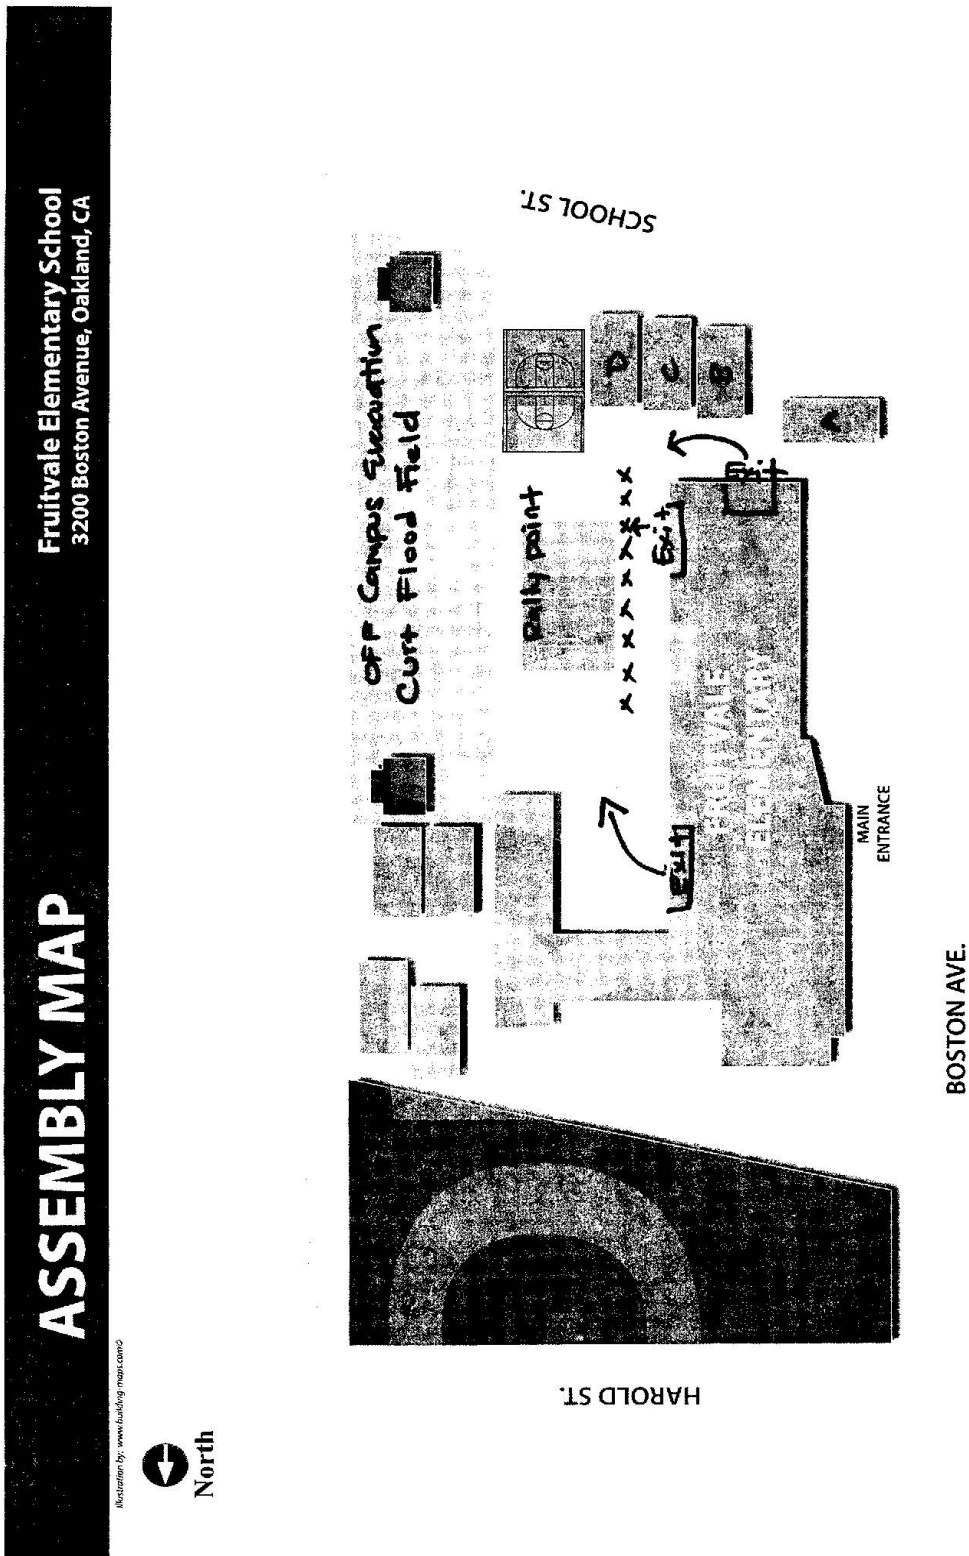 ASSEMBLY MAP
Fruitvale Elementary School
3200 Boston Avenue, Oakland, CA
Illustration by: www.building-maps.com©
North
OFF Campus Evacuation
Curt Flood Field
SCHOOL ST.
Rally point
x x x x x x x x x
D
C
B
A
Exit
Exit
Exit
FRUITVALE
ELEMENTARY
MAIN
ENTRANCE
HAROLD ST.
BOSTON AVE.